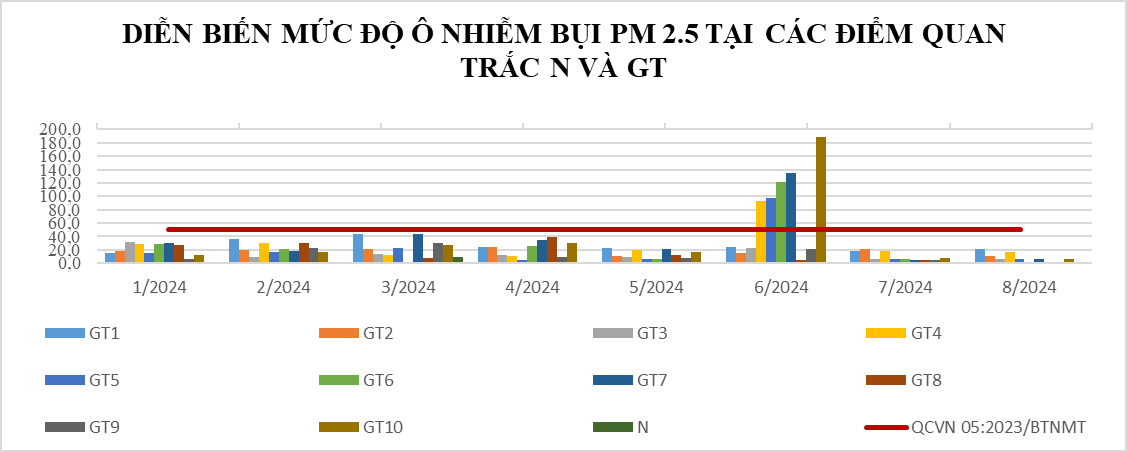 DIỄN BIẾN MỨC ĐỘ Ô NHIỄM BỤI PM 2.5 TẠI CÁC ĐIỂM QUAN
TRẮC N VÀ GT
200,0
180,0
160,0
140,0
120,0
100,0
80,0
60,0
40,0
20,0
0,0
1/2024 2/2024 3/2024 4/2024 5/2024 6/2024 7/2024 8/2024
GT1 GT2 GT3 GT4
GT5 GT6 GT7 GT8
GT9 GT10 N QCVN 05:2023/BTNMT